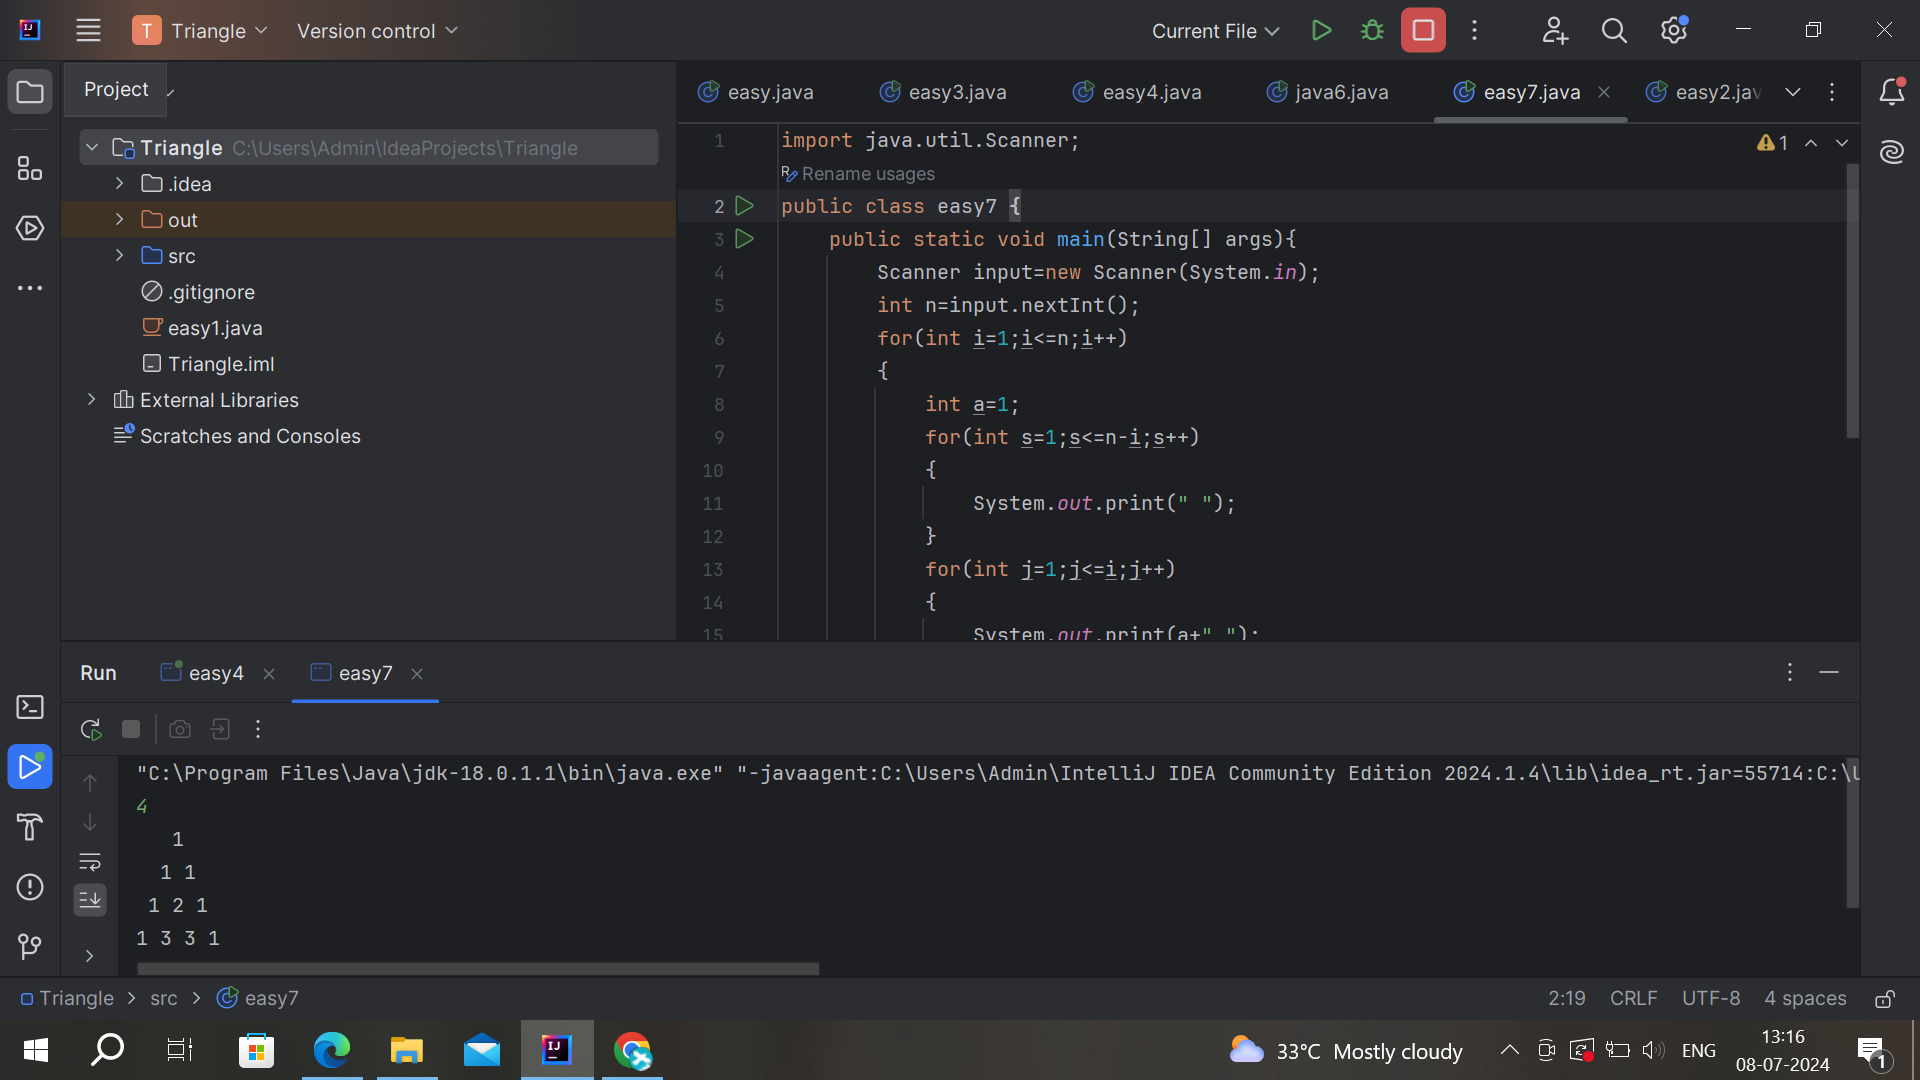 T Triangle Version control Current File
Project
Triangle C:\Users\Admin\IdeaProjects\Triangle
.idea
out
src
.gitignore
easy1.java
Triangle.iml
External Libraries
Scratches and Consoles
easy.java easy3.java easy4.java java6.java easy7.java easy2.jav
1 import java.util.Scanner; 1
Rename usages
2 public class easy7 {
3 public static void main(String[] args){
4 Scanner input=new Scanner(System.in);
5 int n=input.nextInt();
6 for(int i=1;i<=n;i++)
7 {
8 int a=1;
9 for(int s=1;s<=n-i;s++)
10 {
11 System.out.print(" ");
12 }
13 for(int j=1;j<=i;j++)
14 {
15 System.out.print(a+" ");
Run easy4 easy7
"C:\Program Files\Java\jdk-18.0.1.1\bin\java.exe" "-javaagent:C:\Users\Admin\IntelliJ IDEA Community Edition 2024.1.4\lib\idea_rt.jar=55714:C:\U
4
1
1 1
1 2 1
1 3 3 1
Triangle src easy7 2:19 CRLF UTF-8 4 spaces
33°C Mostly cloudy ENG 13:16
08-07-2024 1